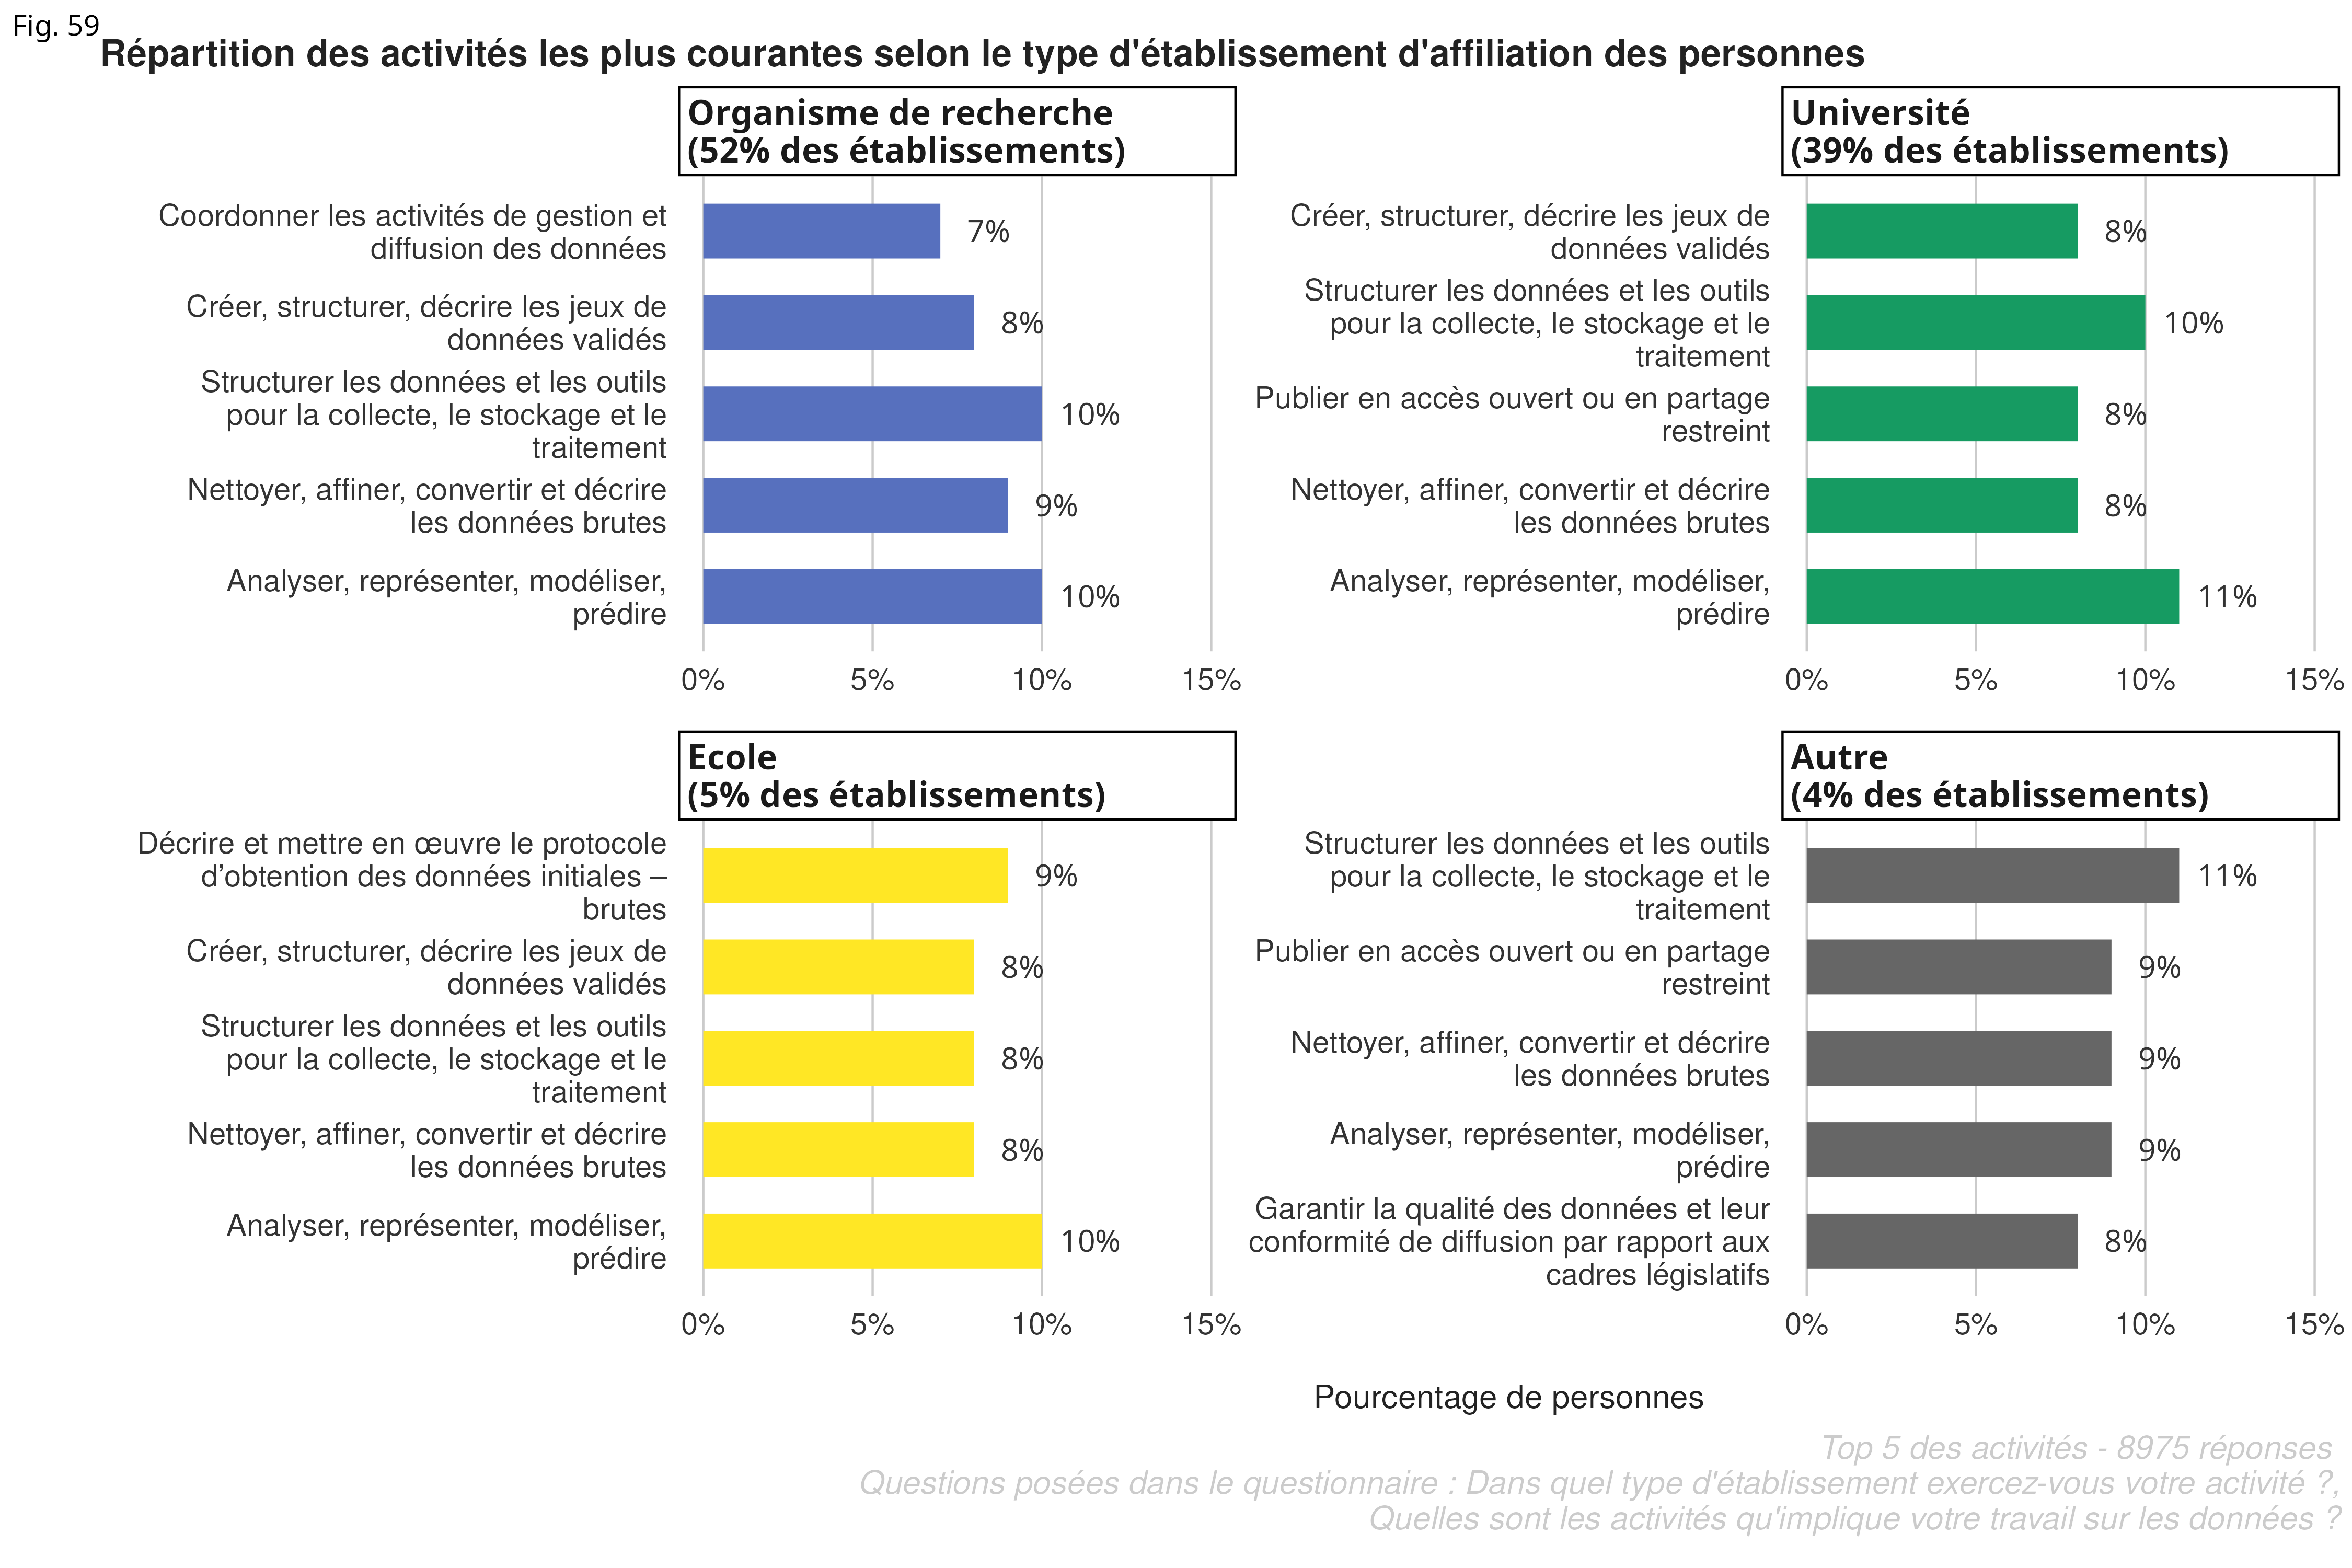 Fig. 59
Répartition des activités les plus courantes selon le type d'établissement d'affiliation des personnes
Organisme de recherche
(52% des établissements)
Coordonner les activités de gestion et
diffusion des données
7%
Créer, structurer, décrire les jeux de
données validés
8%
Structurer les données et les outils
pour la collecte, le stockage et le
traitement
10%
Nettoyer, affiner, convertir et décrire
les données brutes
9%
Analyser, représenter, modéliser,
prédire
10%
0% 5% 10% 15%
Université
(39% des établissements)
Créer, structurer, décrire les jeux de
données validés
8%
Structurer les données et les outils
pour la collecte, le stockage et le
traitement
10%
Publier en accès ouvert ou en partage
restreint
8%
Nettoyer, affiner, convertir et décrire
les données brutes
8%
Analyser, représenter, modéliser,
prédire
11%
0% 5% 10% 15%
Ecole
(5% des établissements)
Décrire et mettre en œuvre le protocole
d’obtention des données initiales –
brutes
9%
Créer, structurer, décrire les jeux de
données validés
8%
Structurer les données et les outils
pour la collecte, le stockage et le
traitement
8%
Nettoyer, affiner, convertir et décrire
les données brutes
8%
Analyser, représenter, modéliser,
prédire
10%
0% 5% 10% 15%
Autre
(4% des établissements)
Structurer les données et les outils
pour la collecte, le stockage et le
traitement
11%
Publier en accès ouvert ou en partage
restreint
9%
Nettoyer, affiner, convertir et décrire
les données brutes
9%
Analyser, représenter, modéliser,
prédire
9%
Garantir la qualité des données et leur
conformité de diffusion par rapport aux
cadres législatifs
8%
0% 5% 10% 15%
Pourcentage de personnes
Top 5 des activités - 8975 réponses
Questions posées dans le questionnaire : Dans quel type d'établissement exercez-vous votre activité ?,
Quelles sont les activités qu'implique votre travail sur les données ?